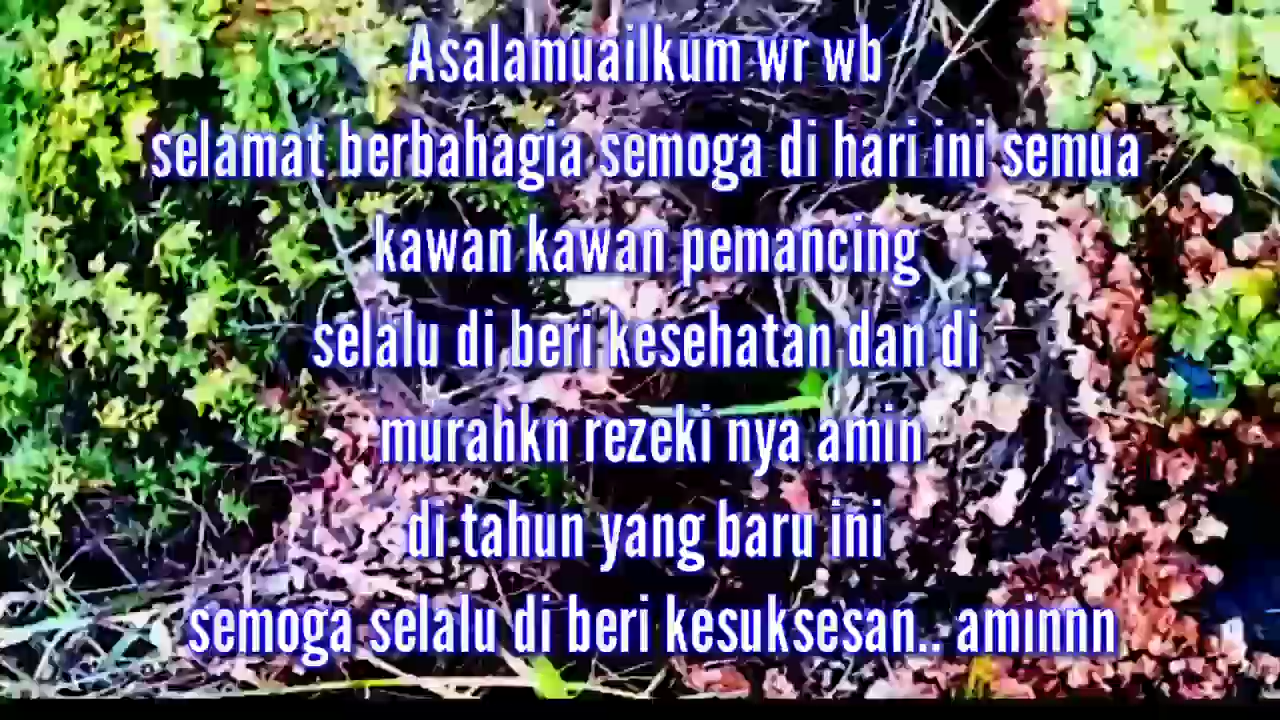 Asalamuailkum wr wb
selamat berbahagia semoga di hari ini semua
kawan kawan pemancing
selalu di beri kesehatan dan di
murahkn rezeki nya amin
di tahun yang baru ini
semoga selalu di beri kesuksesan.. aminnn